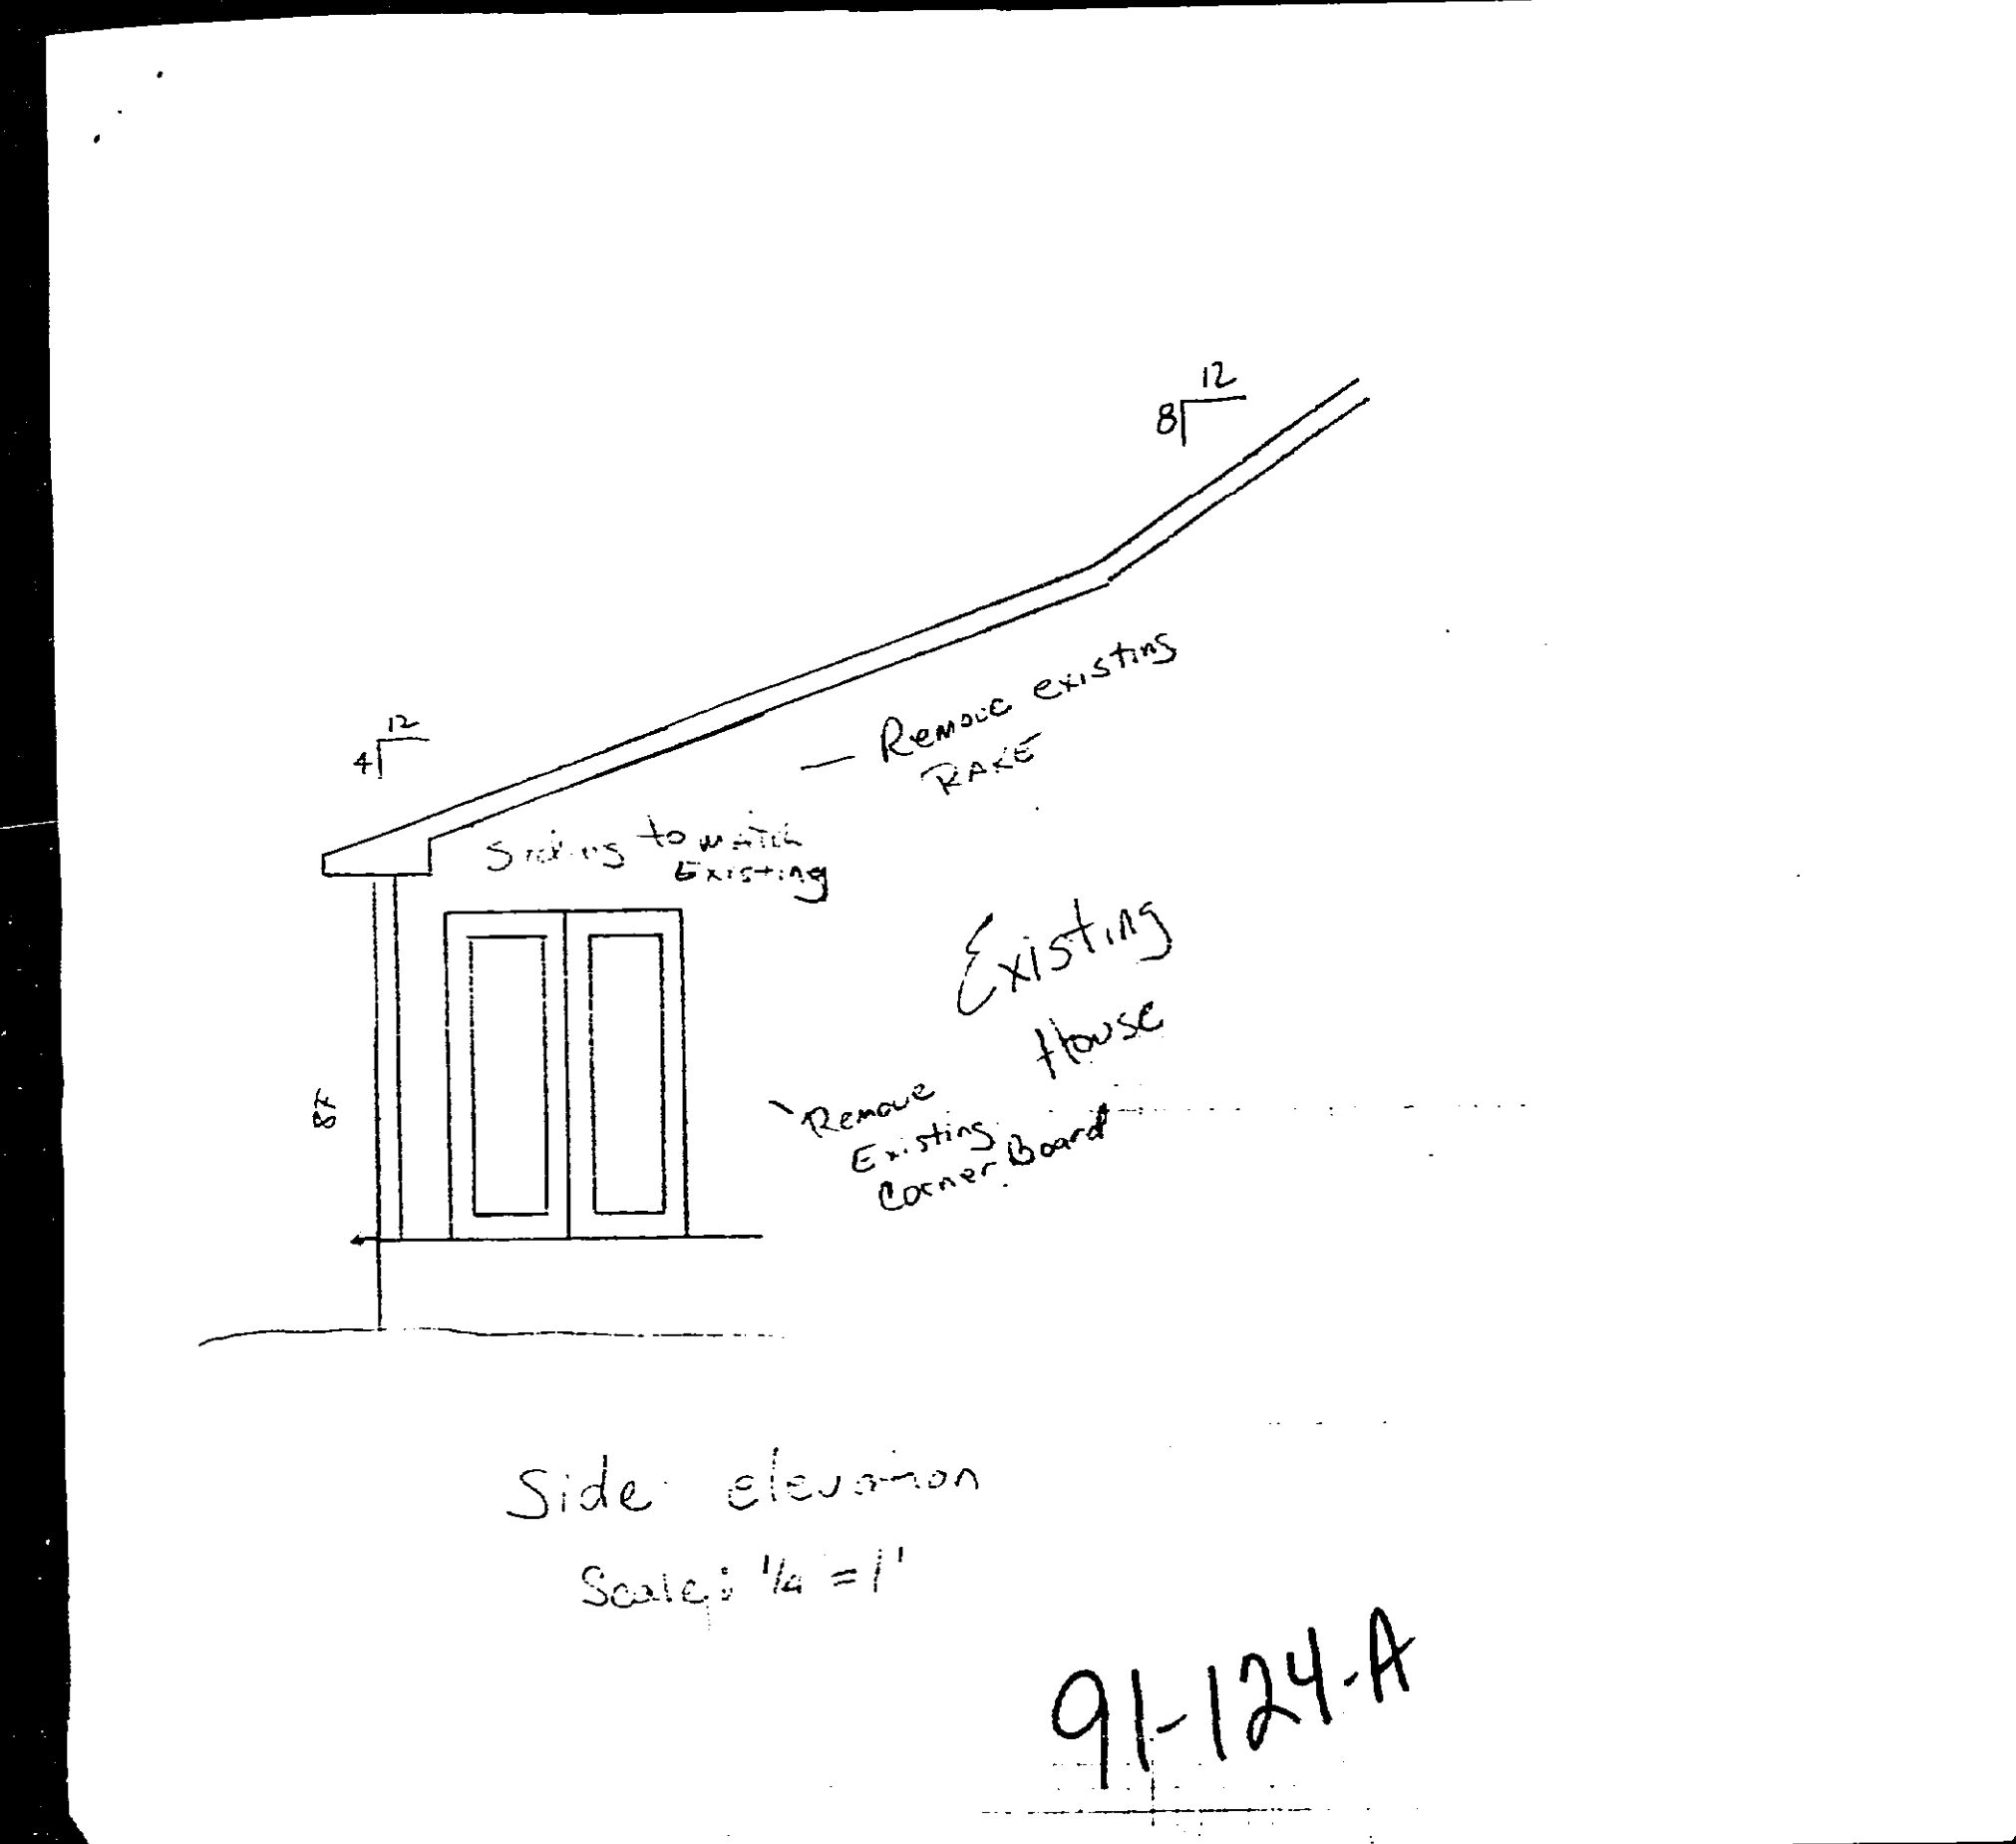 12
8
Remove existing
RAKE
12
4
Siding to match
Existing
Existing
House
Remove
Existing
Corner Board
Side elevation
Scale: 1/4 = 1'
91-124-A